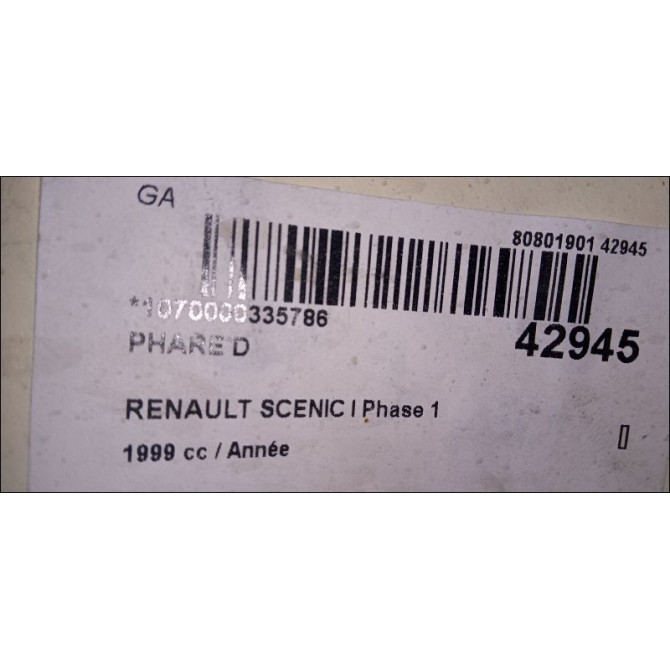 GA
80801901 42945
*1070000335786
42945
PHARE D
RENAULT SCENIC I Phase 1
1999 cc / Année